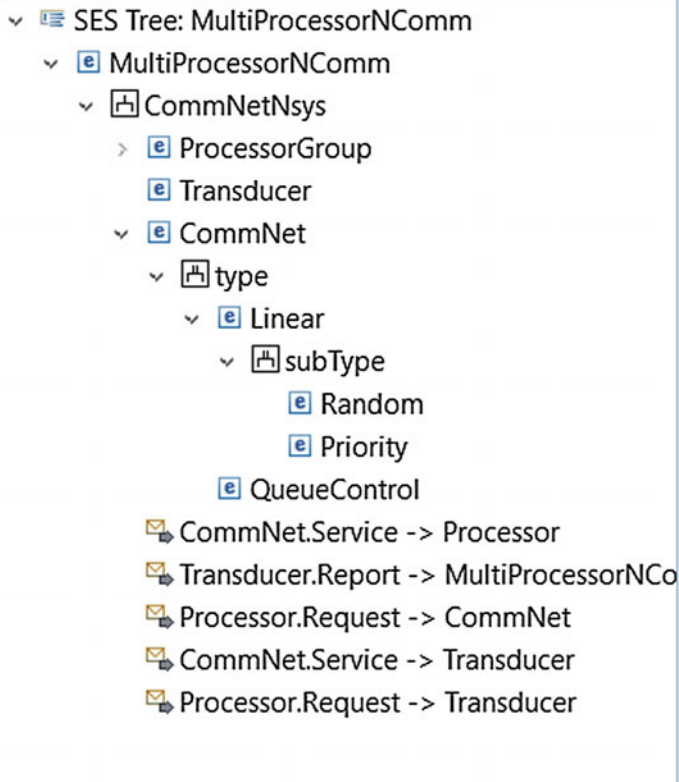 SES Tree: MultiProcessorNComm
e MultiProcessorNComm
CommNetNsys
e ProcessorGroup
e Transducer
e CommNet
type
e Linear
subType
e Random
e Priority
e QueueControl
CommNet.Service -> Processor
Transducer.Report -> MultiProcessorNCo
Processor.Request -> CommNet
CommNet.Service -> Transducer
Processor.Request -> Transducer